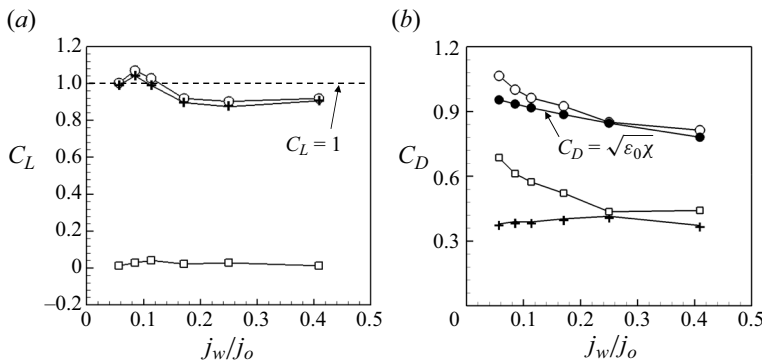 (a)
1.2
1.0
0.8
0.6
0.4
0.2
0
–0.2
C_L
C_L = 1
0 0.1 0.2 0.3 0.4 0.5
j_w/j_o
(b)
1.2
0.9
0.6
0.3
C_D
C_D = √ε₀χ
0 0.1 0.2 0.3 0.4 0.5
j_w/j_o